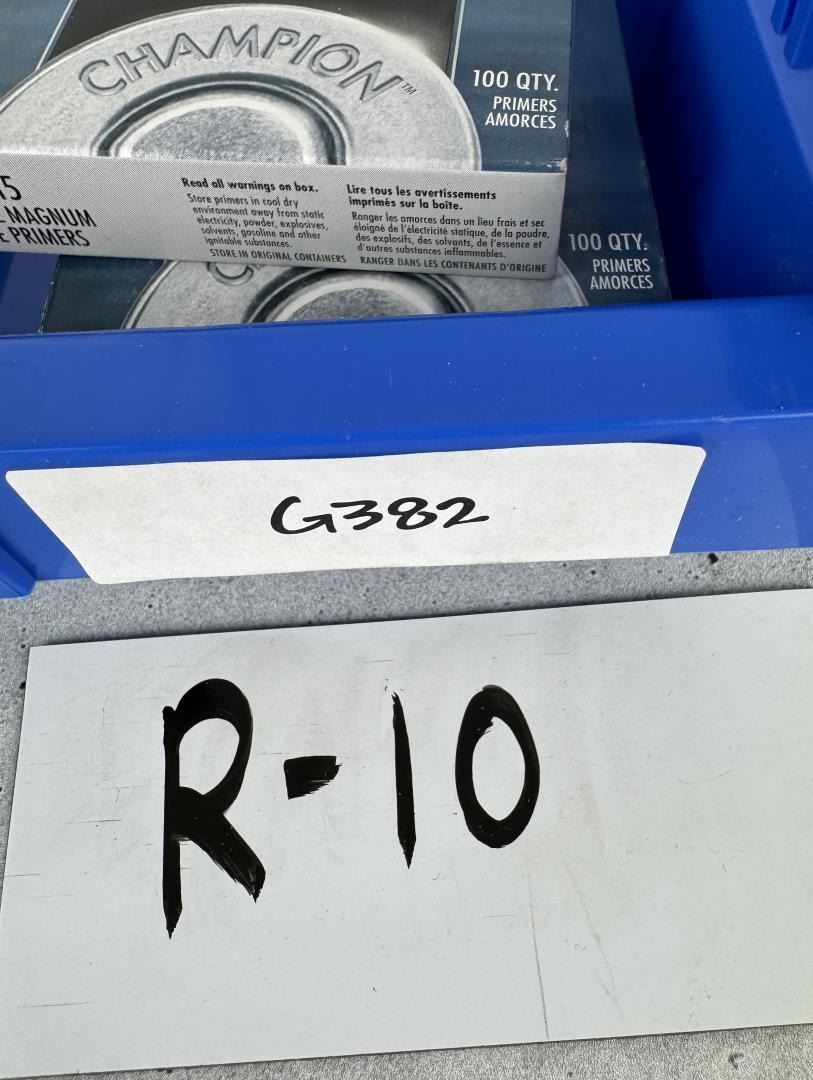 CHAMPION™
100 QTY.
PRIMERS
AMORCES
MAGNUM
PRIMERS
Read all warnings on box.
Store primers in cool dry
environment away from static
electricity, powder, explosives,
solvents, gasoline and other
ignitable substances.
STORE IN ORIGINAL CONTAINERS
Lire tous les avertissements
imprimés sur la boîte.
Ranger les amorces dans un lieu frais et sec
éloigné de l'électricité statique, de la poudre,
des explosifs, des solvants, de l'essence et
d'autres substances inflammables.
RANGER DANS LES CONTENANTS D'ORIGINE
100 QTY.
PRIMERS
AMORCES
G382
R-10